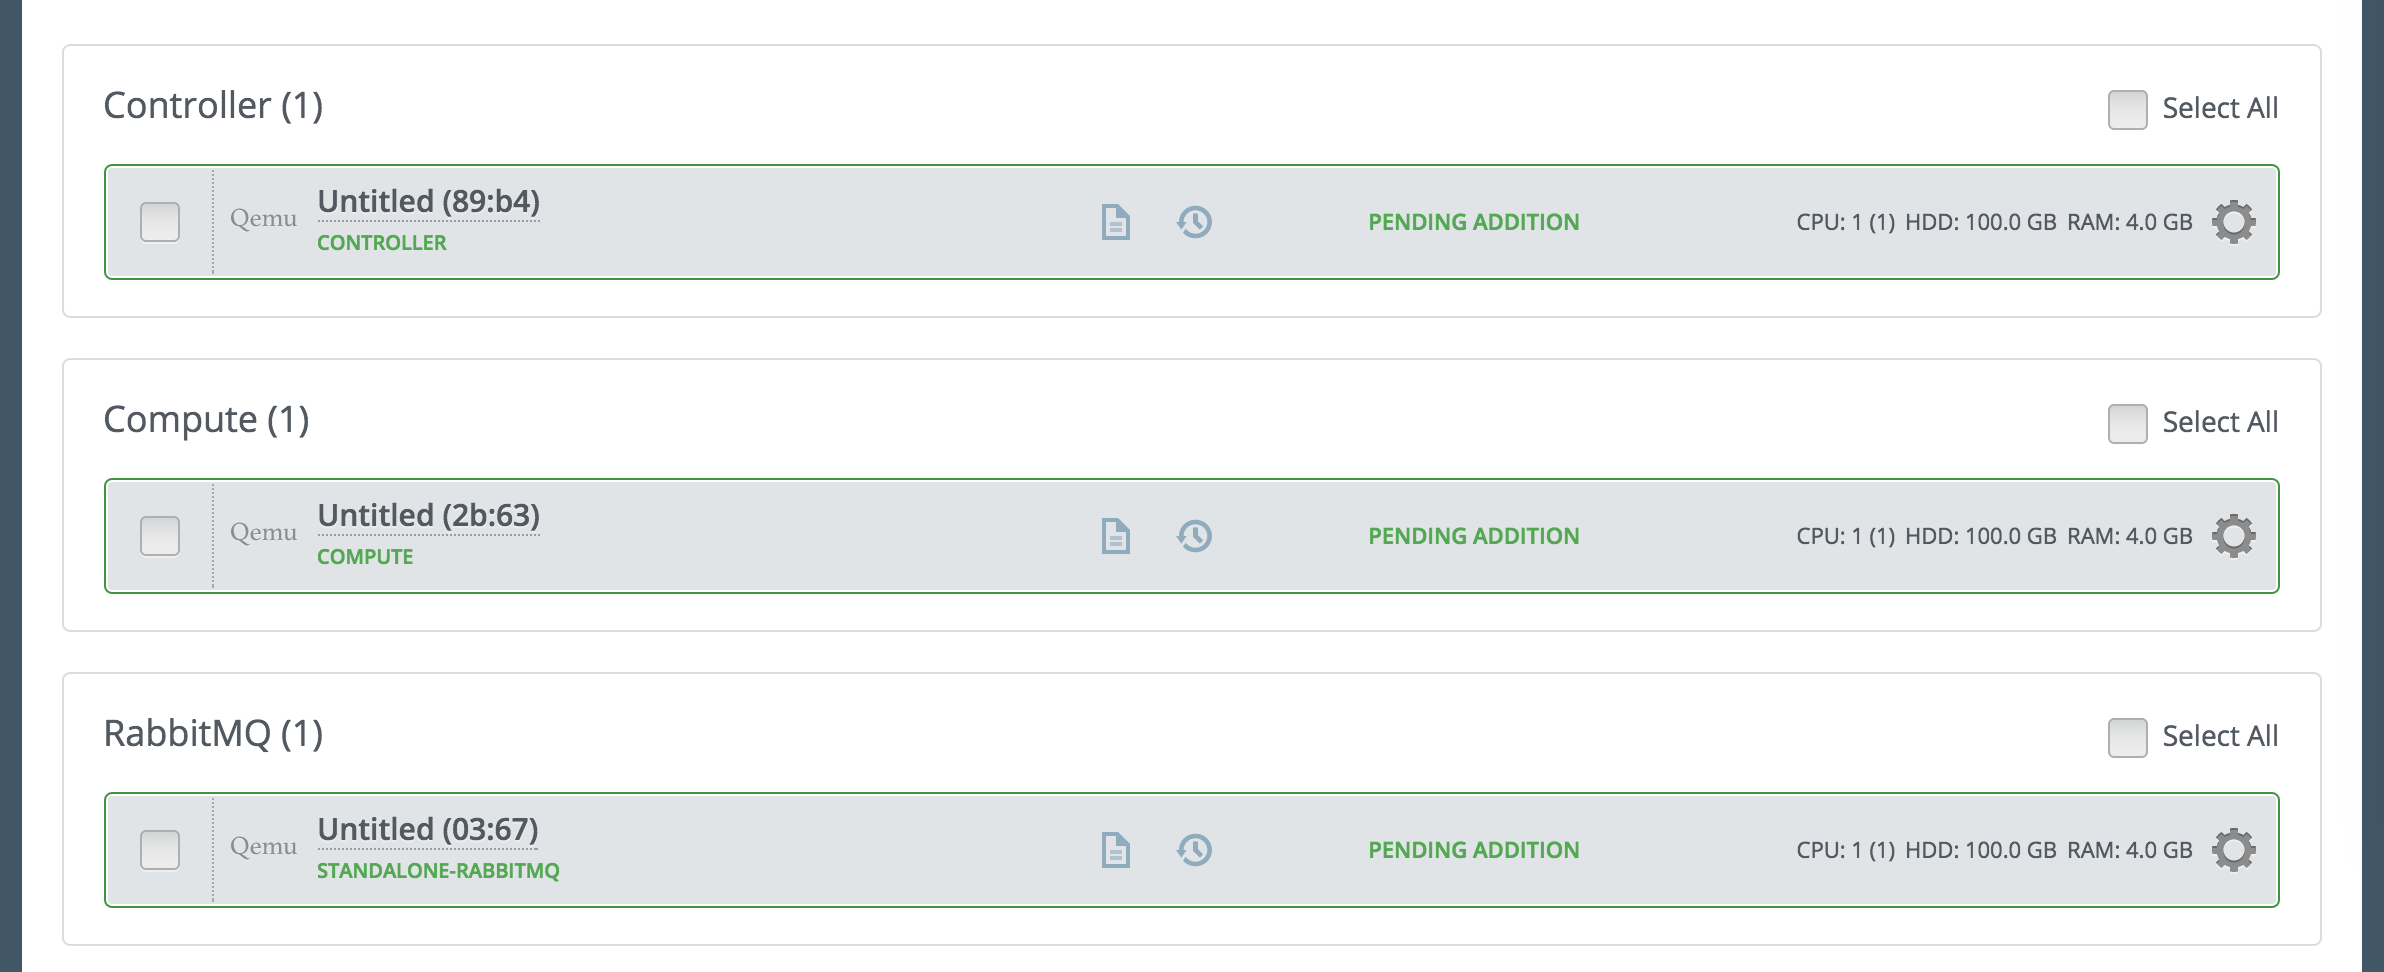 Controller (1)
Select All
Qemu
Untitled (89:b4)
CONTROLLER
PENDING ADDITION
CPU: 1 (1) HDD: 100.0 GB RAM: 4.0 GB
Compute (1)
Select All
Qemu
Untitled (2b:63)
COMPUTE
PENDING ADDITION
CPU: 1 (1) HDD: 100.0 GB RAM: 4.0 GB
RabbitMQ (1)
Select All
Qemu
Untitled (03:67)
STANDALONE-RABBITMQ
PENDING ADDITION
CPU: 1 (1) HDD: 100.0 GB RAM: 4.0 GB